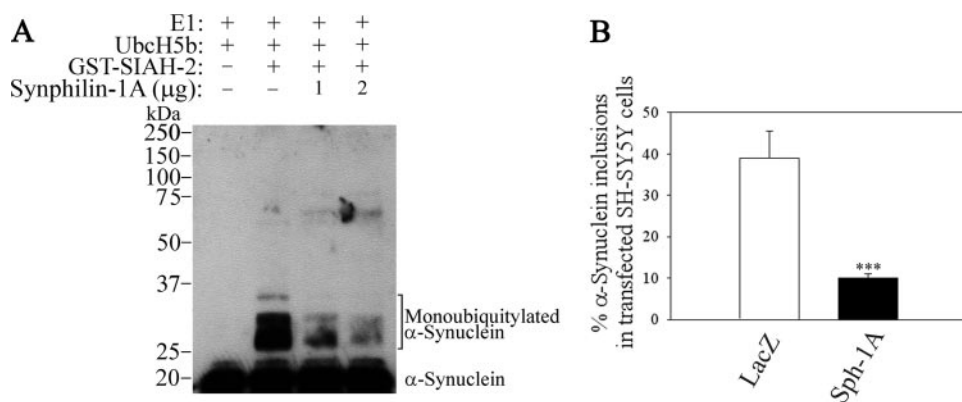 A
E1: + + + +
UbcH5b: + + + +
GST-SIAH-2: – + + +
Synphilin-1A (μg) – – 1 2
kDa
250–
150–
100–
75–
50–
37–
25–
20–
Monoubiquitylated
α-Synuclein
α-Synuclein
B
% α-Synuclein inclusions
in transfected SH-SY5Y cells
50
40
30
20
10
0
***
LacZ
Sph-1A